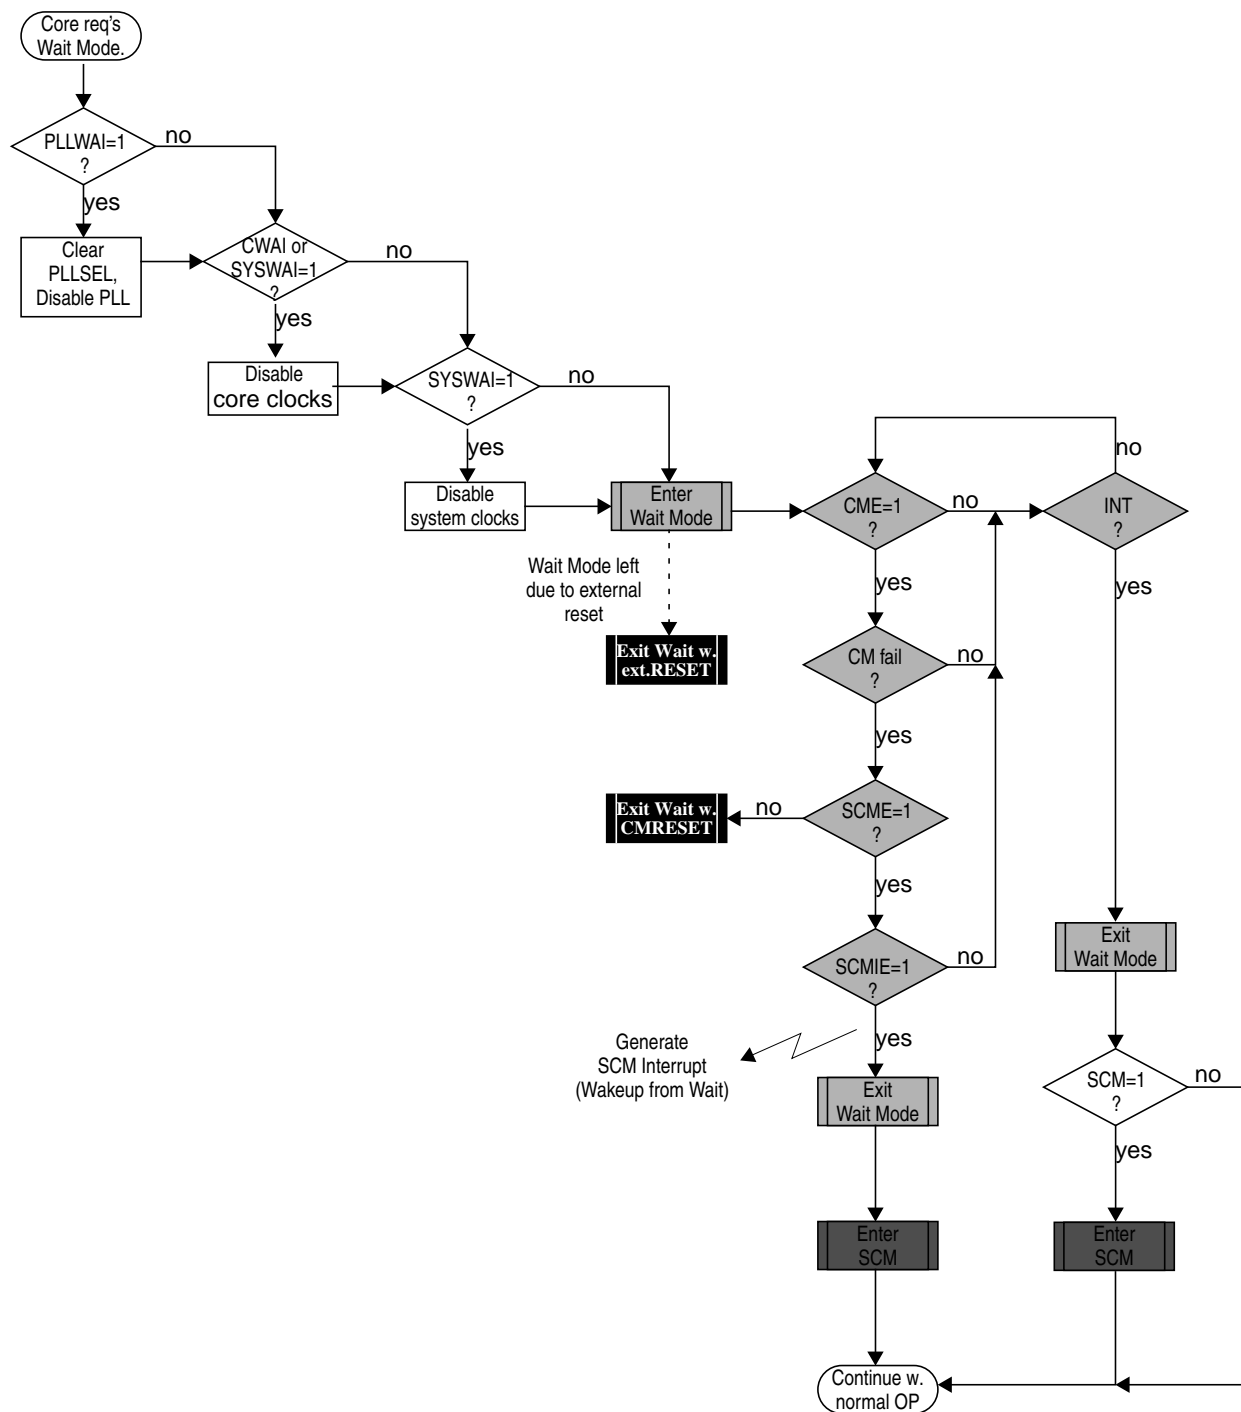 Core req's
Wait Mode.
PLLWAI=1
?
no
yes
Clear
PLLSEL,
Disable PLL
CWAI or
SYSWAI=1
?
no
yes
Disable
core clocks
SYSWAI=1
?
no
yes
Disable
system clocks
Enter
Wait Mode
Wait Mode left
due to external
reset
Exit Wait w.
ext.RESET
CME=1
?
no
yes
INT
?
no
yes
CM fail
?
no
yes
SCME=1
?
no
yes
Exit Wait w.
CMRESET
SCMIE=1
?
no
yes
Generate
SCM Interrupt
(Wakeup from Wait)
Exit
Wait Mode
Enter
SCM
Exit
Wait Mode
SCM=1
?
no
yes
Enter
SCM
Continue w.
normal OP